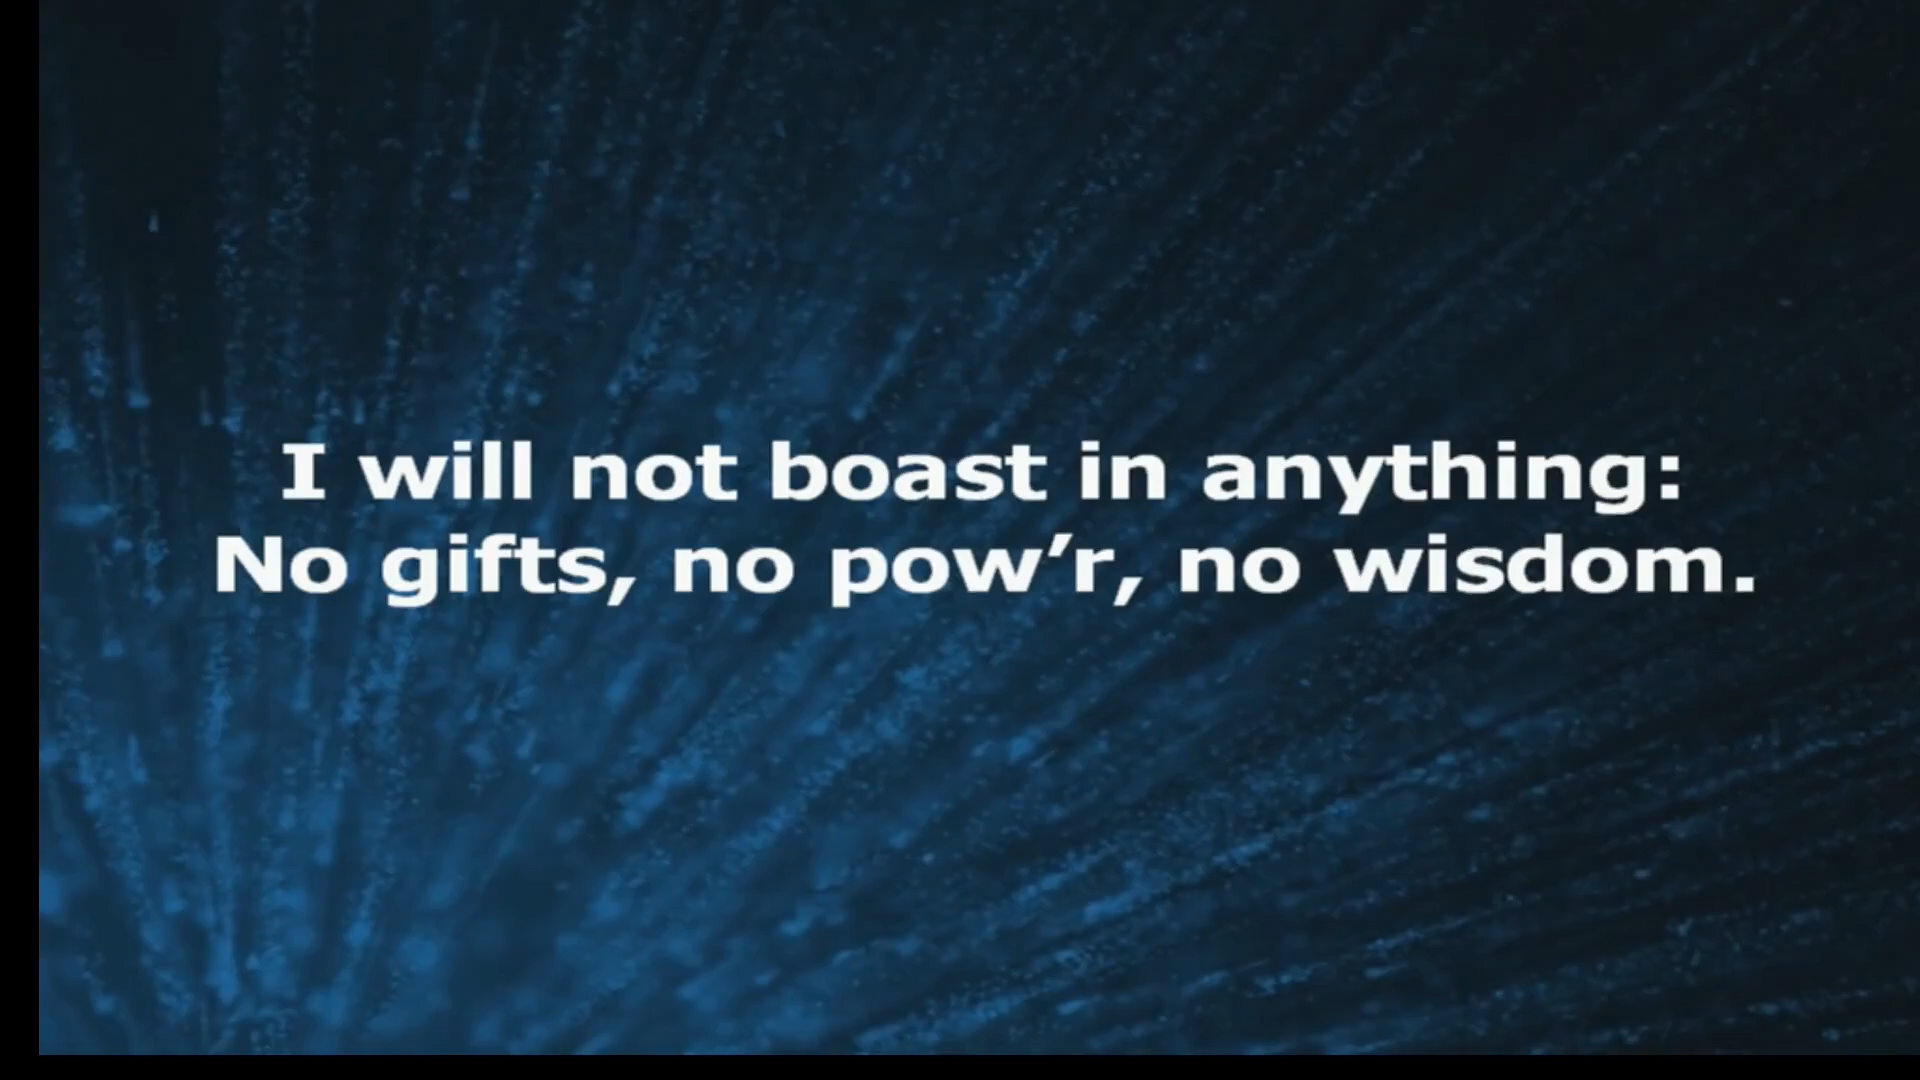 I will not boast in anything:
No gifts, no pow’r, no wisdom.